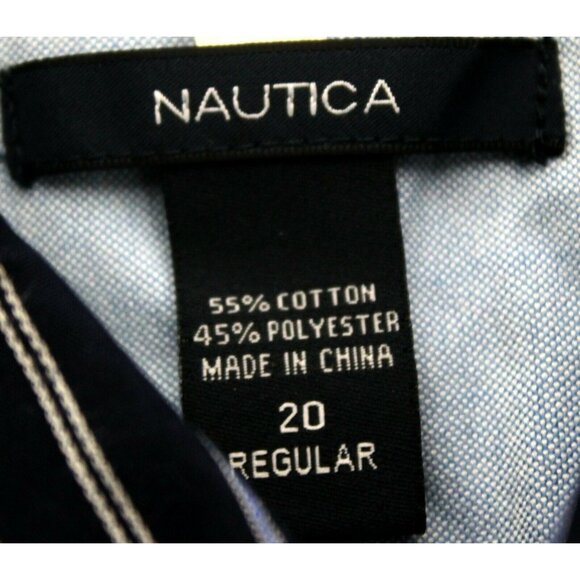 NAUTICA
55% COTTON
45% POLYESTER
MADE IN CHINA
20
REGULAR